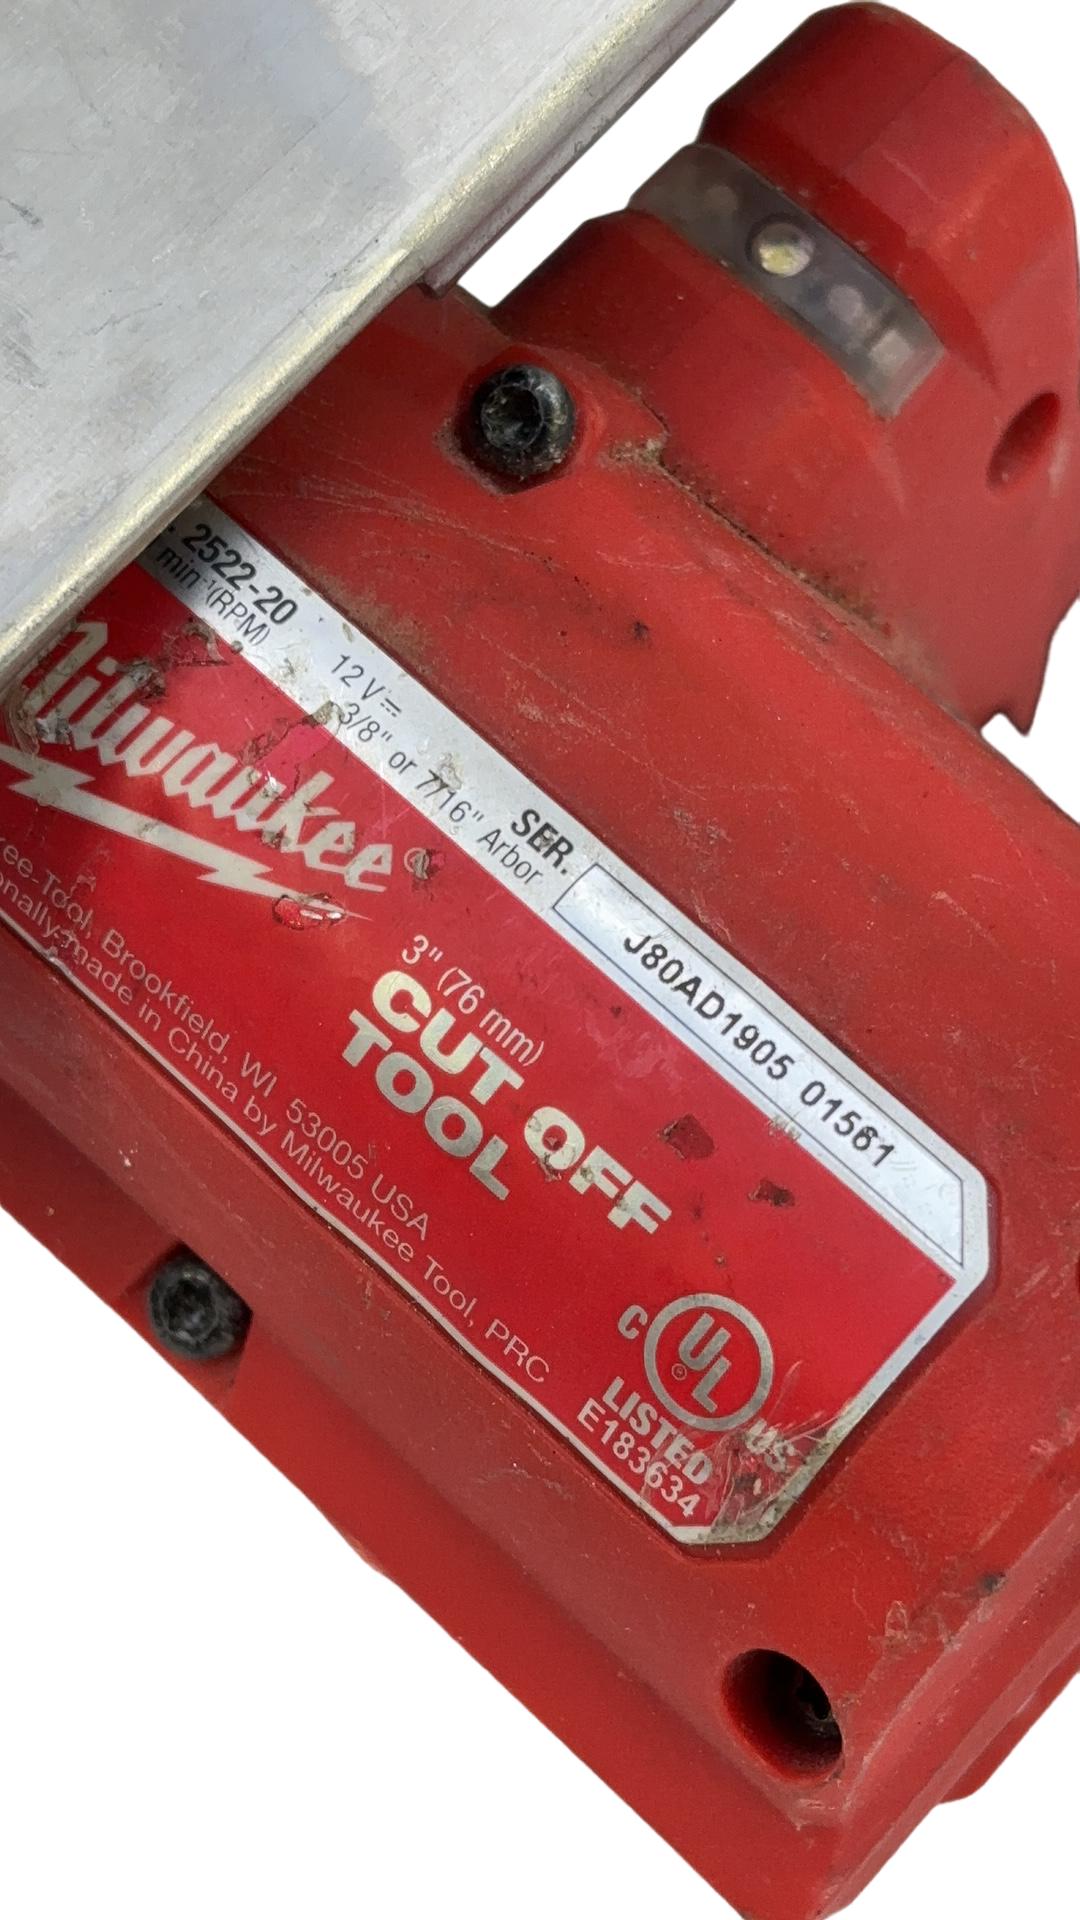 2522-20 12V⎓ SER. J80AD1905 01561
min⁻¹(RPM) 3/8" or 7/16" Arbor
Milwaukee®
3" (76 mm)
CUT OFF
TOOL
Tool, Brookfield, WI 53005 USA
made in China by Milwaukee Tool, PRC
C UL® US
LISTED
E183634